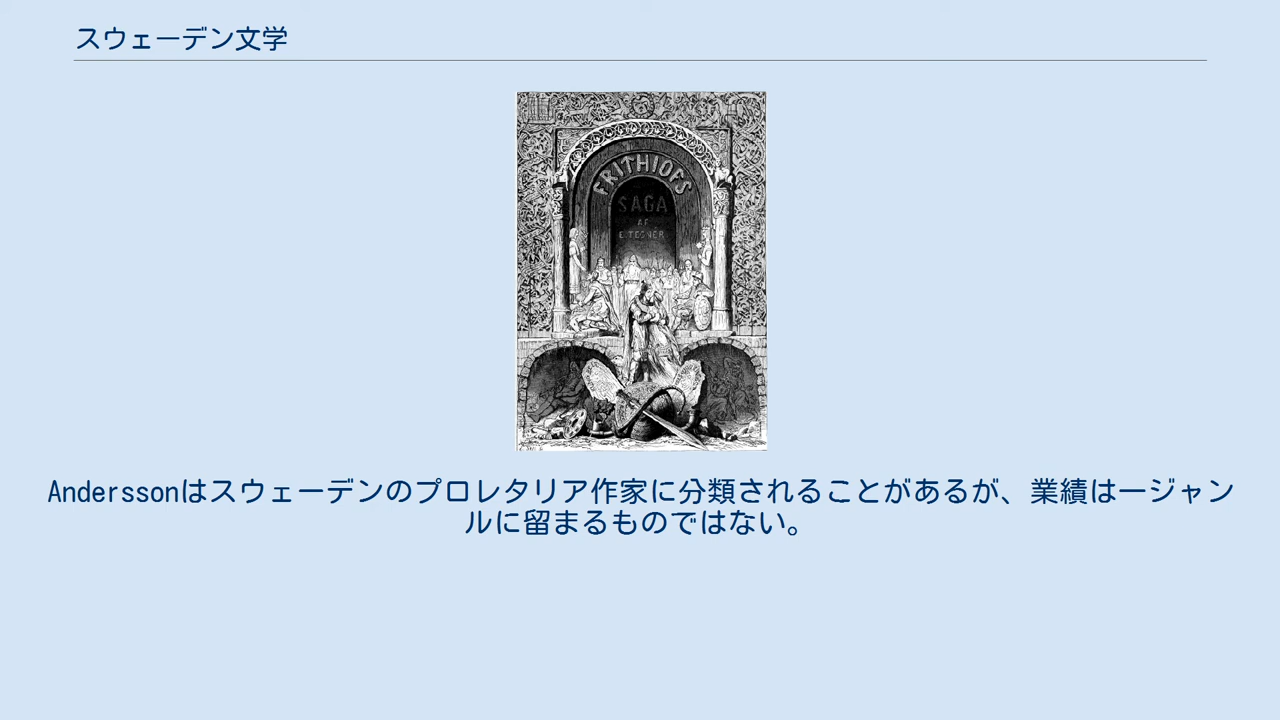 スウェーデン文学
FRITHIOFS
SAGA
AF
E. TEGNÉR
Anderssonはスウェーデンのプロレタリア作家に分類されることがあるが、業績は一ジャン
ルに留まるものではない。